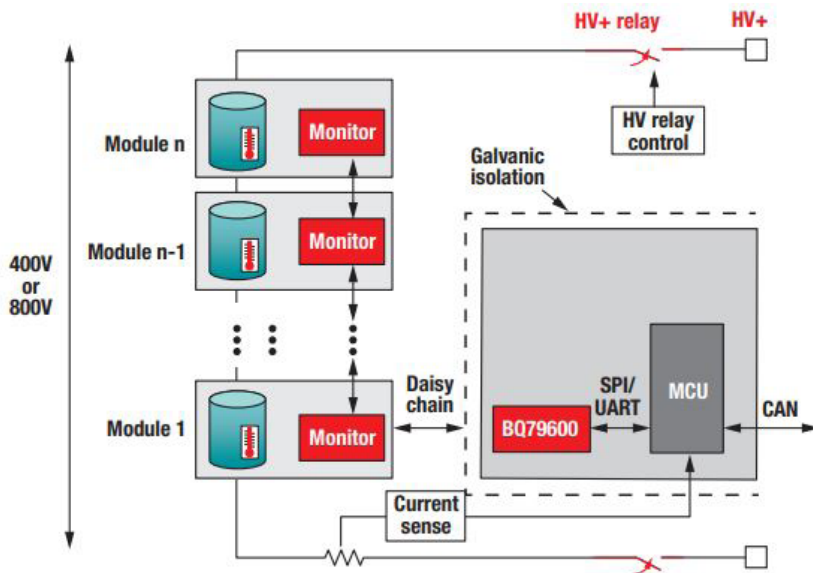 HV+ relay
HV+
Module n
Monitor
HV relay
control
Galvanic
isolation
Module n-1
Monitor
400V
or
800V
Daisy
chain
SPI/
UART
MCU
CAN
Module 1
Monitor
BQ79600
Current
sense